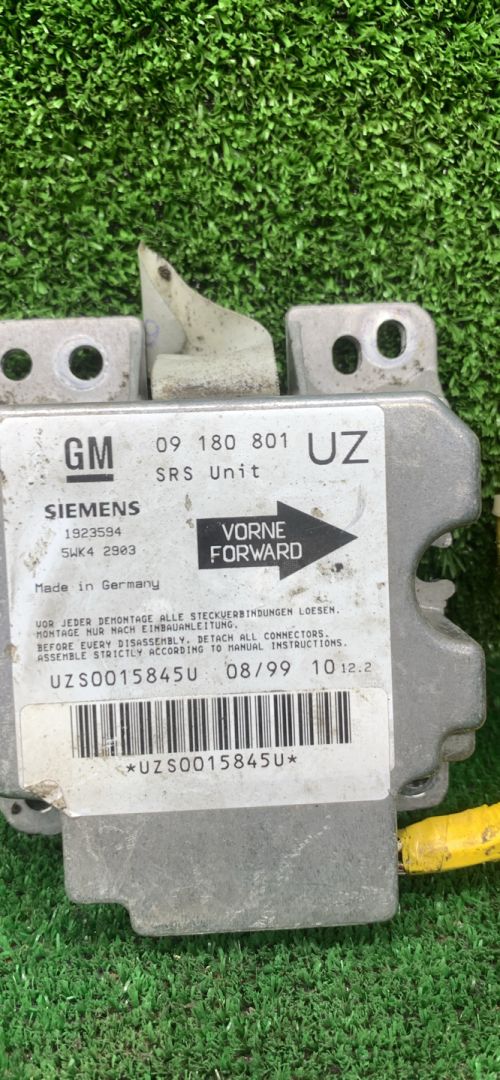 GM 09 180 801 UZ
SRS Unit
SIEMENS
1923594
5WK4 2903
VORNE
FORWARD
Made in Germany
VOR JEDER DEMONTAGE ALLE STECKVERBINDUNGEN LOESEN.
MONTAGE NUR NACH EINBAUANLEITUNG.
BEFORE EVERY DISASSEMBLY, DETACH ALL CONNECTORS.
ASSEMBLE STRICTLY ACCORDING TO MANUAL INSTRUCTIONS.
UZS0015845U 08/99 10 12.2
*UZS0015845U*